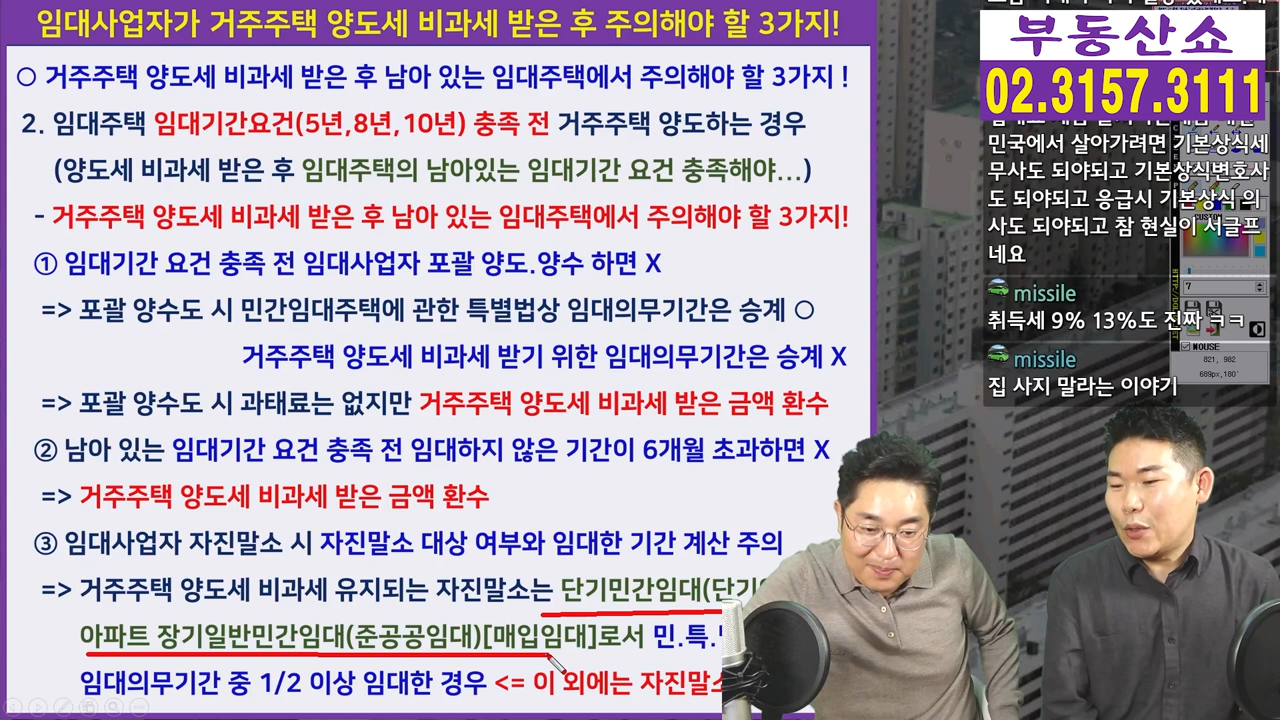 임대사업자가 거주주택 양도세 비과세 받은 후 주의해야 할 3가지!
○ 거주주택 양도세 비과세 받은 후 남아 있는 임대주택에서 주의해야 할 3가지 !
2. 임대주택 임대기간요건(5년,8년,10년) 충족 전 거주주택 양도하는 경우
(양도세 비과세 받은 후 임대주택의 남아있는 임대기간 요건 충족해야...)
- 거주주택 양도세 비과세 받은 후 남아 있는 임대주택에서 주의해야 할 3가지!
① 임대기간 요건 충족 전 임대사업자 포괄 양도.양수 하면 X
=> 포괄 양수도 시 민간임대주택에 관한 특별법상 임대의무기간은 승계 ○
거주주택 양도세 비과세 받기 위한 임대의무기간은 승계 X
=> 포괄 양수도 시 과태료는 없지만 거주주택 양도세 비과세 받은 금액 환수
② 남아 있는 임대기간 요건 충족 전 임대하지 않은 기간이 6개월 초과하면 X
=> 거주주택 양도세 비과세 받은 금액 환수
③ 임대사업자 자진말소 시 자진말소 대상 여부와 임대한 기간 계산 주의
=> 거주주택 양도세 비과세 유지되는 자진말소는 단기민간임대(단기
아파트 장기일반민간임대(준공공임대)[매입임대]로서 민.특.
임대의무기간 중 1/2 이상 임대한 경우 <= 이 외에는 자진말소
부동산쇼
02.3157.3111
민국에서 살아가려면 기본상식세
무사도 되야되고 기본상식변호사
도 되야되고 응급시 기본상식 의
사도 되야되고 참 현실이 서글프
네요
missile
취득세 9% 13%도 진짜 ㅋㅋ
missile
집 사지 말라는 이야기
CUSTOM
7
MOUSE
821, 982
689px,180°